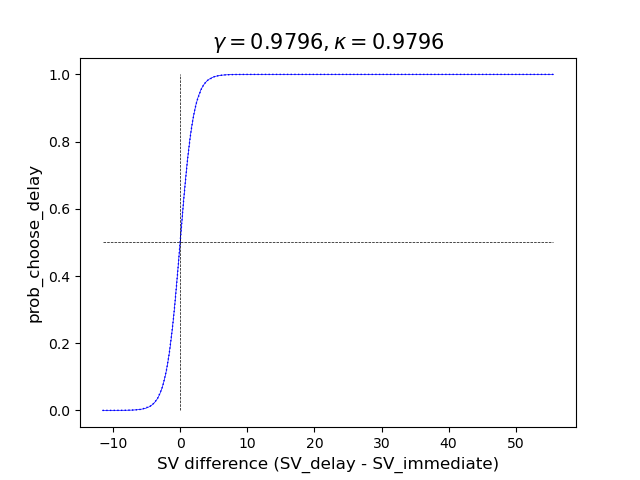 γ = 0.9796, κ = 0.9796
1.0
0.8
0.6
0.4
0.2
0.0
prob_choose_delay
−10 0 10 20 30 40 50
SV difference (SV_delay - SV_immediate)